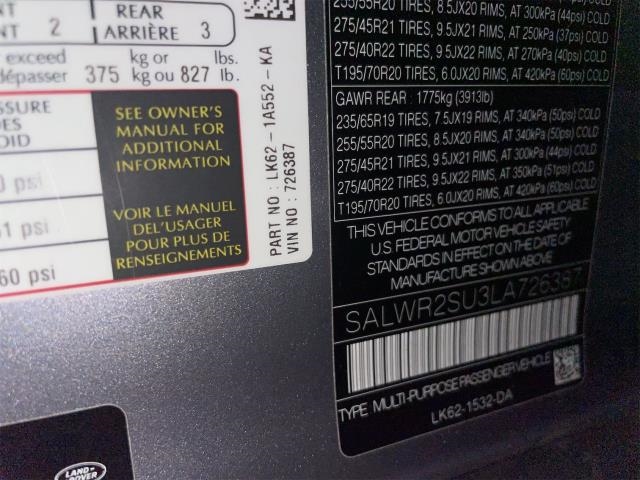 REAR
NT 2 ARRIÈRE 3
exceed kg or lbs.
dépasser 375 kg ou 827 lb.
SSURE
SEE OWNER'S
MANUAL FOR
ADDITIONAL
INFORMATION
0 psi
VOIR LE MANUEL
DEL'USAGER
POUR PLUS DE
RENSEIGNEMENTS
51 psi
60 psi
PART NO : LK62 -1A552 -KA
VIN NO : 726387
255/55R20 TIRES, 8.5JX20 RIMS, AT 300kPa (44psi) COLD
275/45R21 TIRES, 9.5JX21 RIMS, AT 250kPa (37psi) COLD
275/40R22 TIRES, 9.5JX22 RIMS, AT 270kPa (40psi) COLD
T195/70R20 TIRES, 6.0JX20 RIMS, AT 420kPa (60psi) COLD
GAWR REAR : 1775kg (3913lb)
235/65R19 TIRES, 7.5JX19 RIMS, AT 340kPa (50psi) COLD
255/55R20 TIRES, 8.5JX20 RIMS, AT 340kPa (50psi) COLD
275/45R21 TIRES, 9.5JX21 RIMS, AT 300kPa (44psi) COLD
275/40R22 TIRES, 9.5JX22 RIMS, AT 350kPa (51psi) COLD
T195/70R20 TIRES, 6.0JX20 RIMS, AT 420kPa (60psi) COLD
THIS VEHICLE CONFORMS TO ALL APPLICABLE
U.S. FEDERAL MOTOR VEHICLE SAFETY
STANDARDS IN EFFECT ON THE DATE OF
MANUFACTURE SHOWN ABOVE
SALWR2SU3LA726387
TYPE MULTI-PURPOSE PASSENGER VEHICLE
LK62-1532-DA
LAND-
ROVER